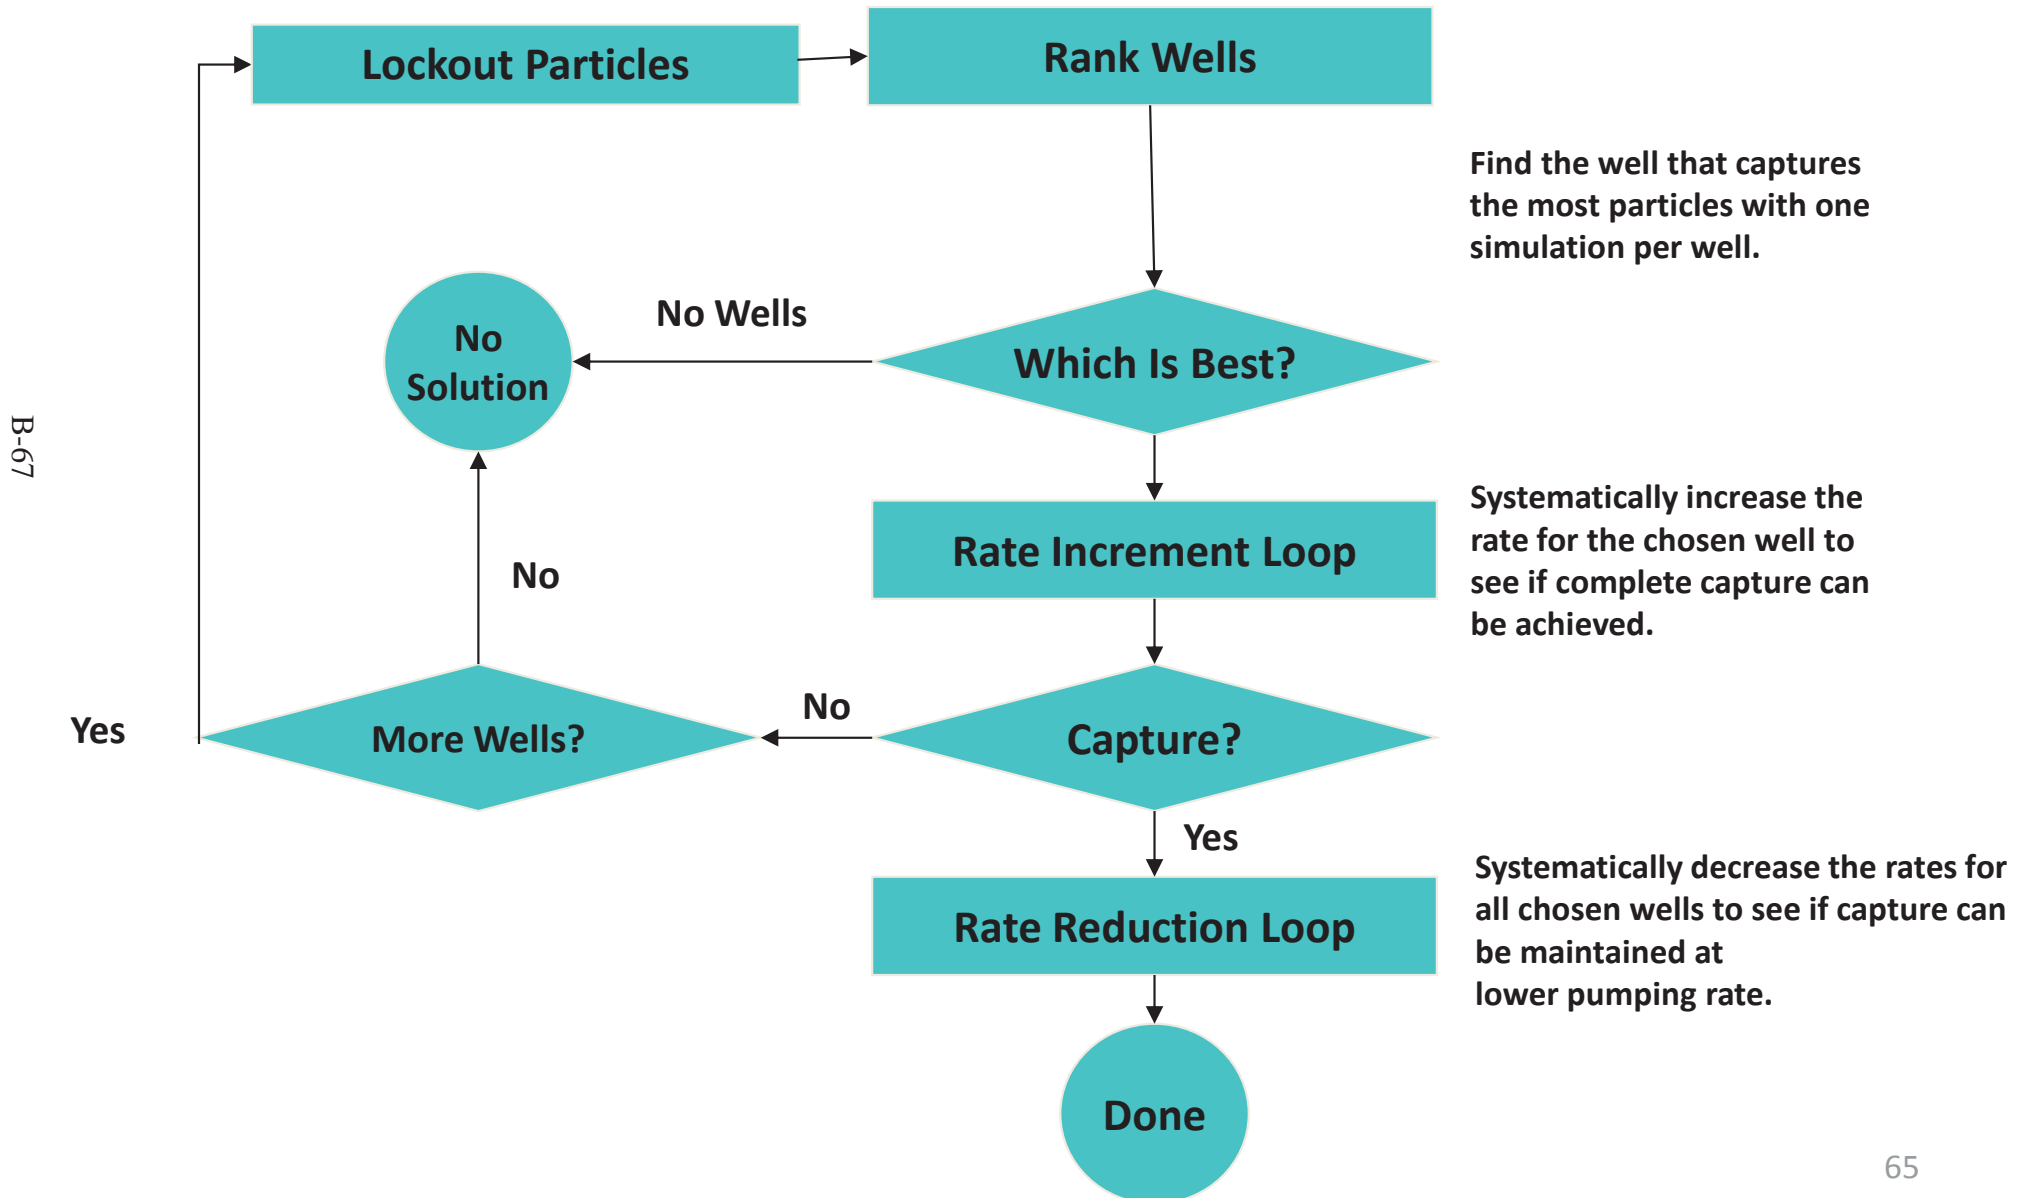 Lockout Particles
Rank Wells
Find the well that captures
the most particles with one
simulation per well.
No Wells
No
Solution
Which Is Best?
B-67
Systematically increase the
rate for the chosen well to
see if complete capture can
be achieved.
Rate Increment Loop
No
No
Yes
More Wells?
Capture?
Yes
Systematically decrease the rates for
all chosen wells to see if capture can
be maintained at
lower pumping rate.
Rate Reduction Loop
Done
65